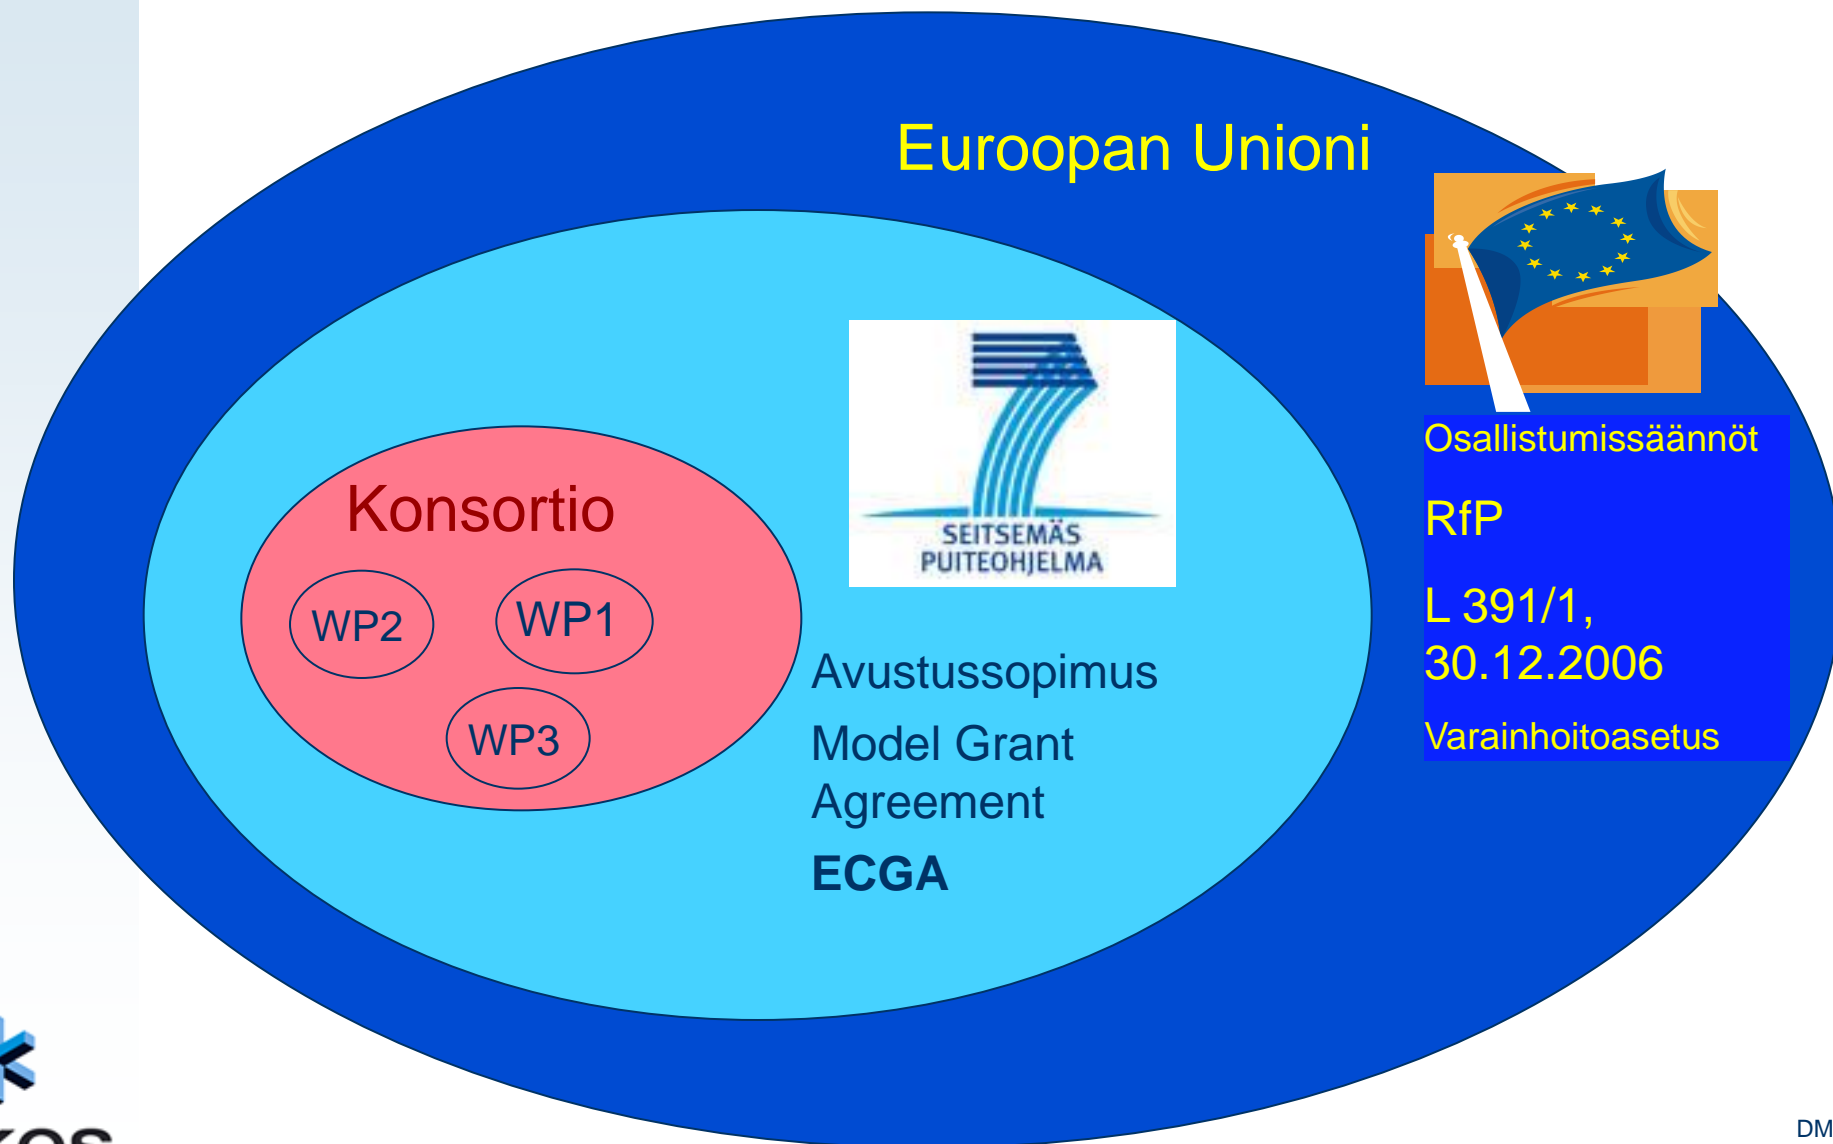 Euroopan Unioni
SEITSEMÄS
PUITEOHJELMA
Konsortio
WP2
WP1
WP3
Avustussopimus
Model Grant
Agreement
ECGA
Osallistumissäännöt
RfP
L 391/1,
30.12.2006
Varainhoitoasetus
DM